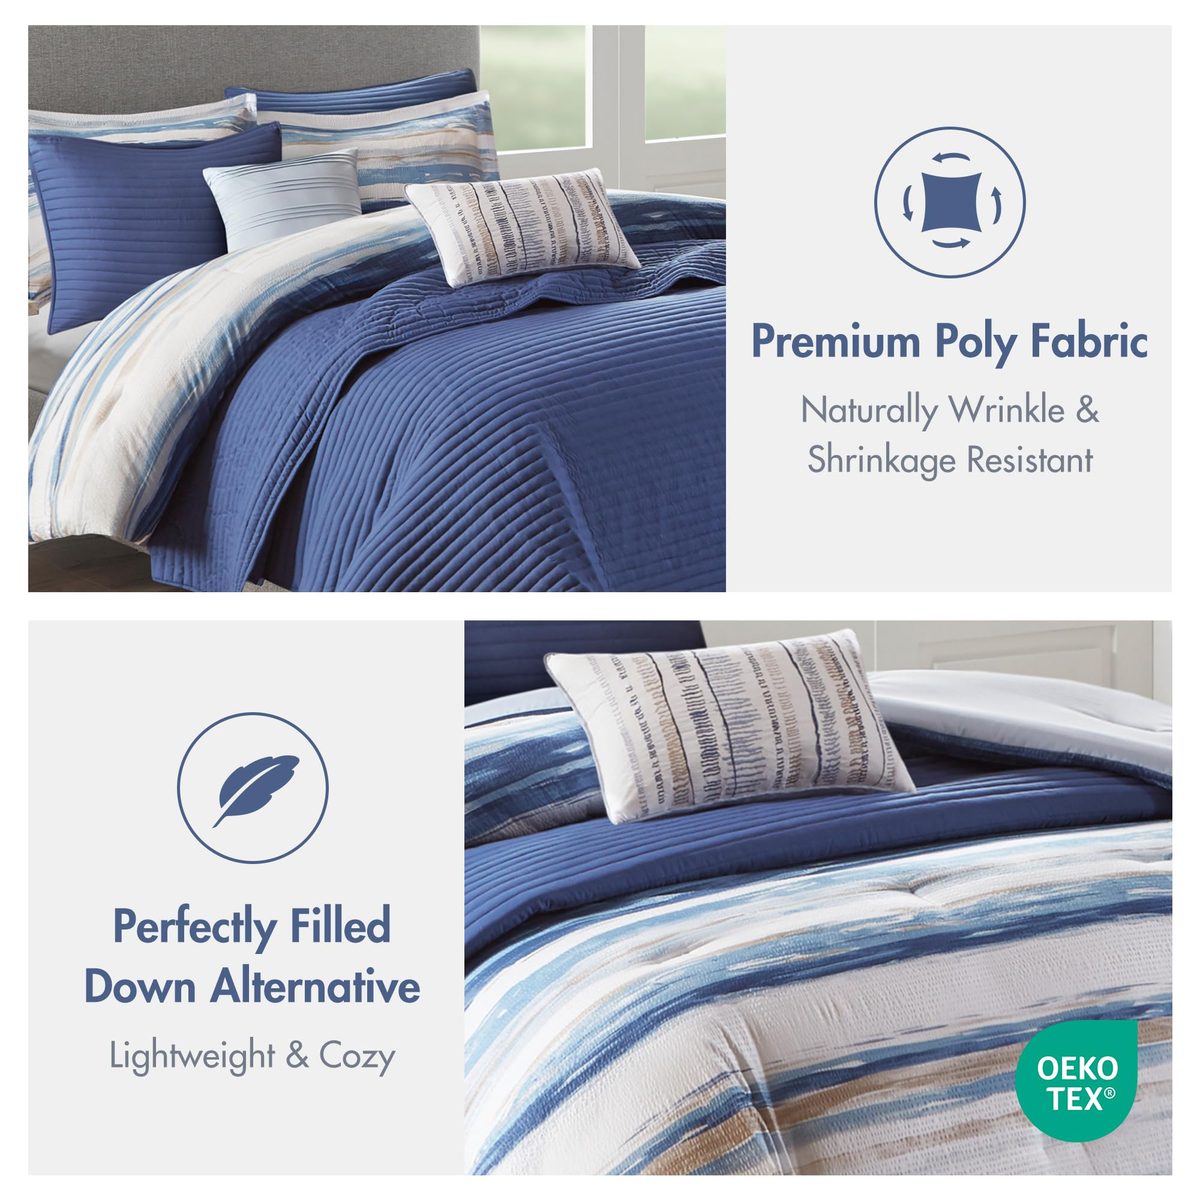 Premium Poly Fabric
Naturally Wrinkle &
Shrinkage Resistant
Perfectly Filled
Down Alternative
Lightweight & Cozy
OEKO
TEX®